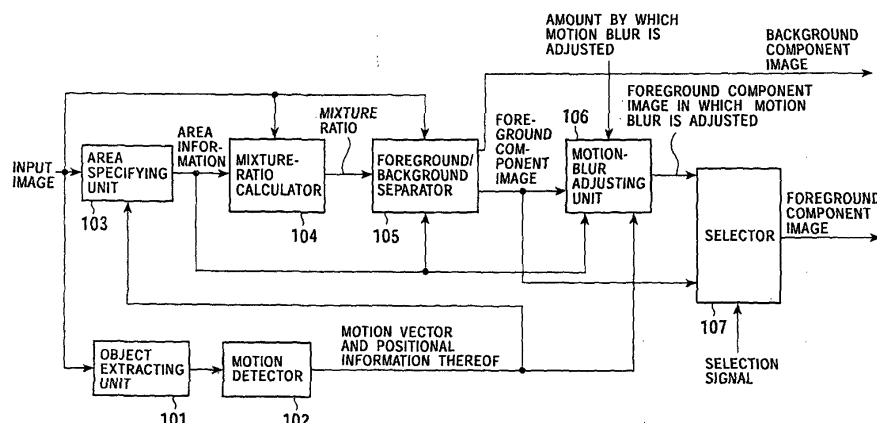 AMOUNT BY WHICH
MOTION BLUR IS
ADJUSTED
BACKGROUND
COMPONENT
IMAGE
FOREGROUND COMPONENT
IMAGE IN WHICH MOTION
BLUR IS ADJUSTED
INPUT
IMAGE
AREA
SPECIFYING
UNIT
103
AREA
INFOR-
MATION
MIXTURE-
RATIO
CALCULATOR
104
MIXTURE
RATIO
FOREGROUND/
BACKGROUND
SEPARATOR
105
FORE-
GROUND
COM-
PONENT
IMAGE
106
MOTION-
BLUR
ADJUSTING
UNIT
SELECTOR
107
FOREGROUND
COMPONENT
IMAGE
SELECTION
SIGNAL
OBJECT
EXTRACTING
UNIT
101
MOTION
DETECTOR
102
MOTION VECTOR
AND POSITIONAL
INFORMATION THEREOF